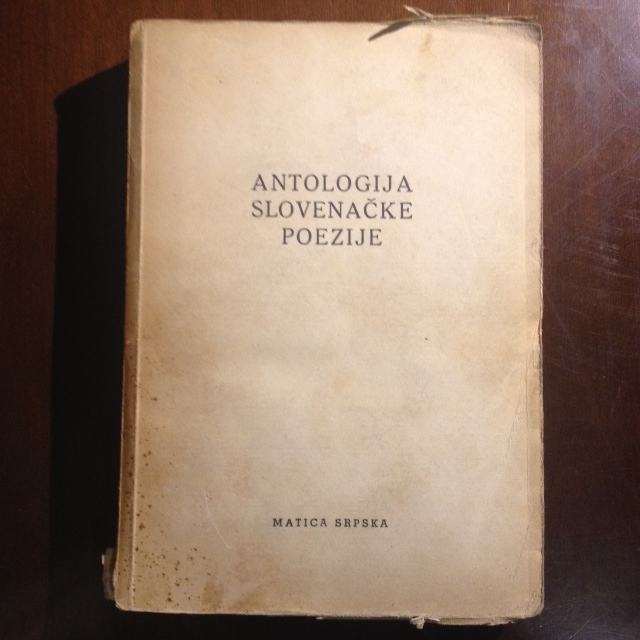 ANTOLOGIJA
SLOVENAČKE
POEZIJE
MATICA SRPSKA